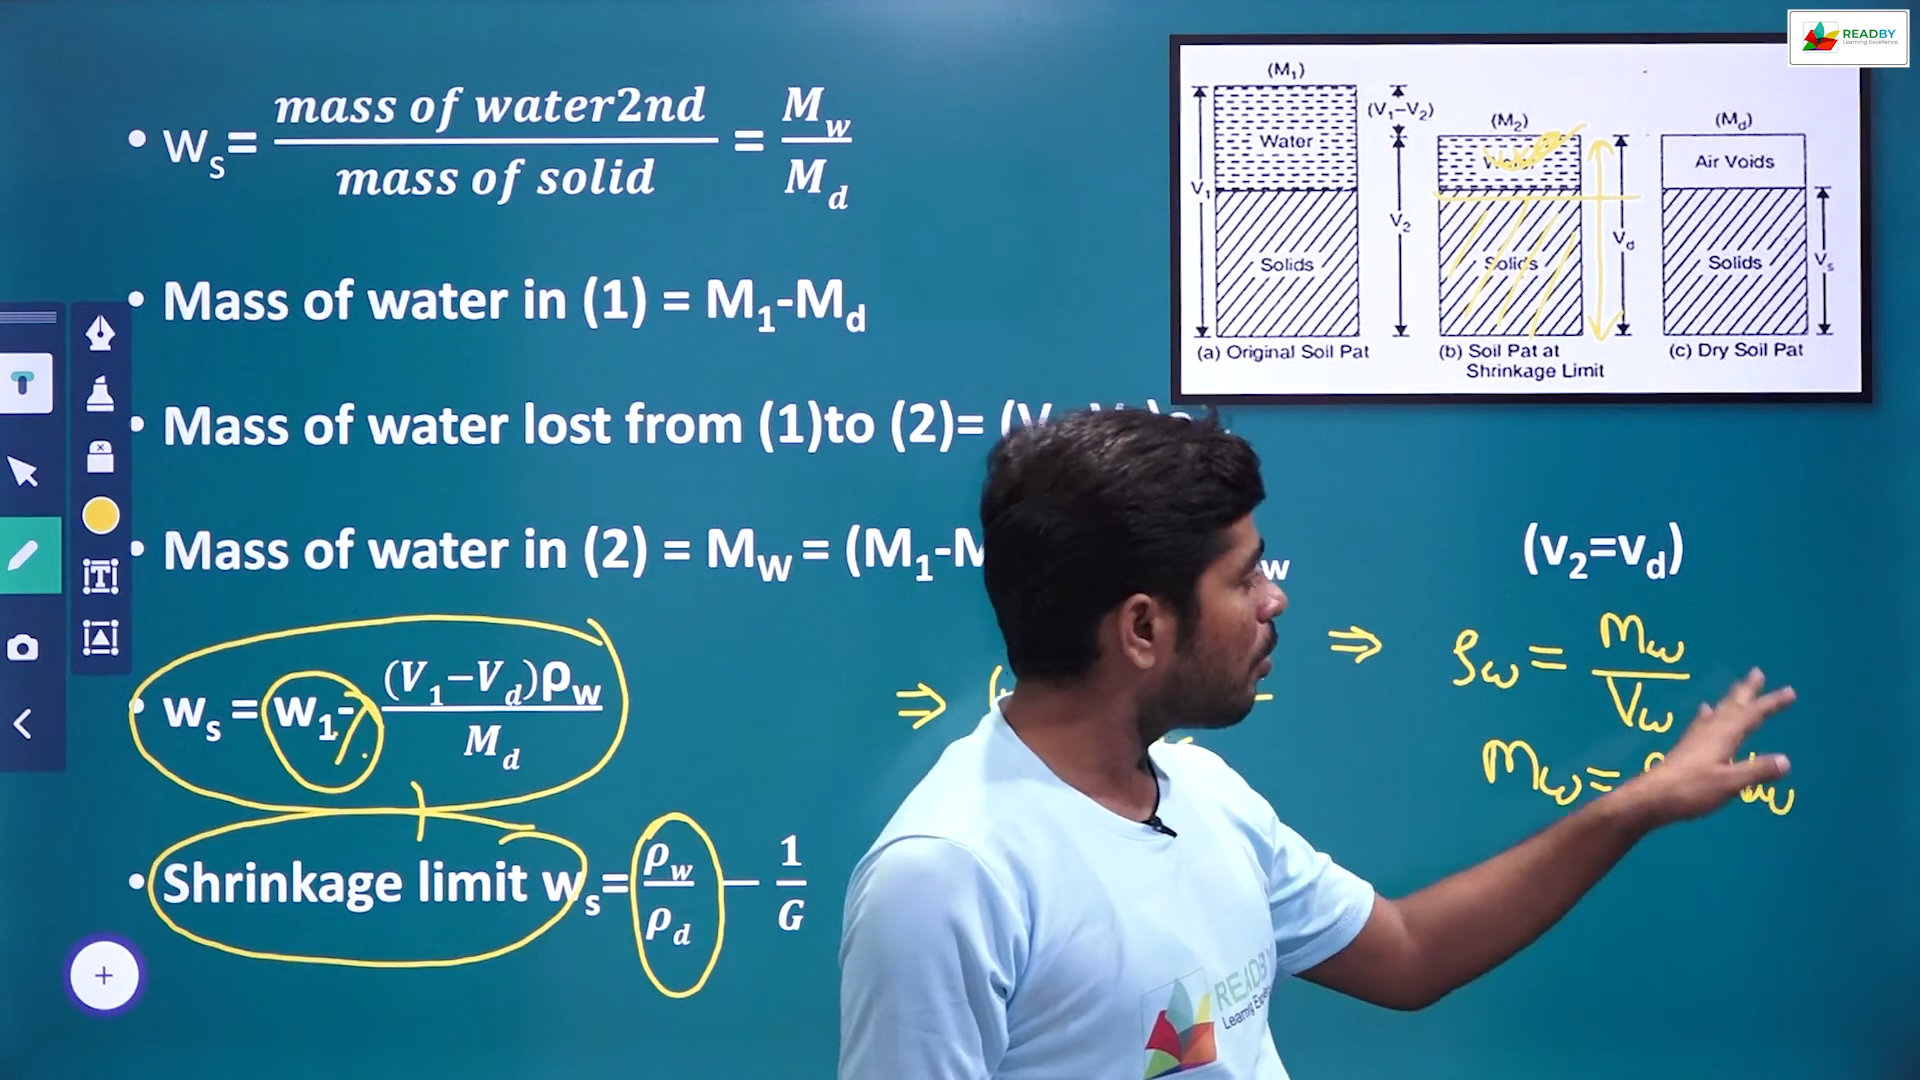 READBY
Learning Excellence
• ws = mass of water2nd / mass of solid = Mw / Md
• Mass of water in (1) = M1-Md
• Mass of water lost from (1)to (2)= (V
• Mass of water in (2) = MW = (M1-M
w
(v2=vd)
• ws = w1- (V1−Vd)ρw / Md
⇒
⇒ ρw = Mw / Vw
Mw =
• Shrinkage limit ws= ρw / ρd − 1 / G
(M1)
Water
Solids
V1
(a) Original Soil Pat
(V1−V2)
V2
(M2)
Solids
Vd
(b) Soil Pat at
Shrinkage Limit
(Md)
Air Voids
Solids
Vs
(c) Dry Soil Pat
READBY
Learning